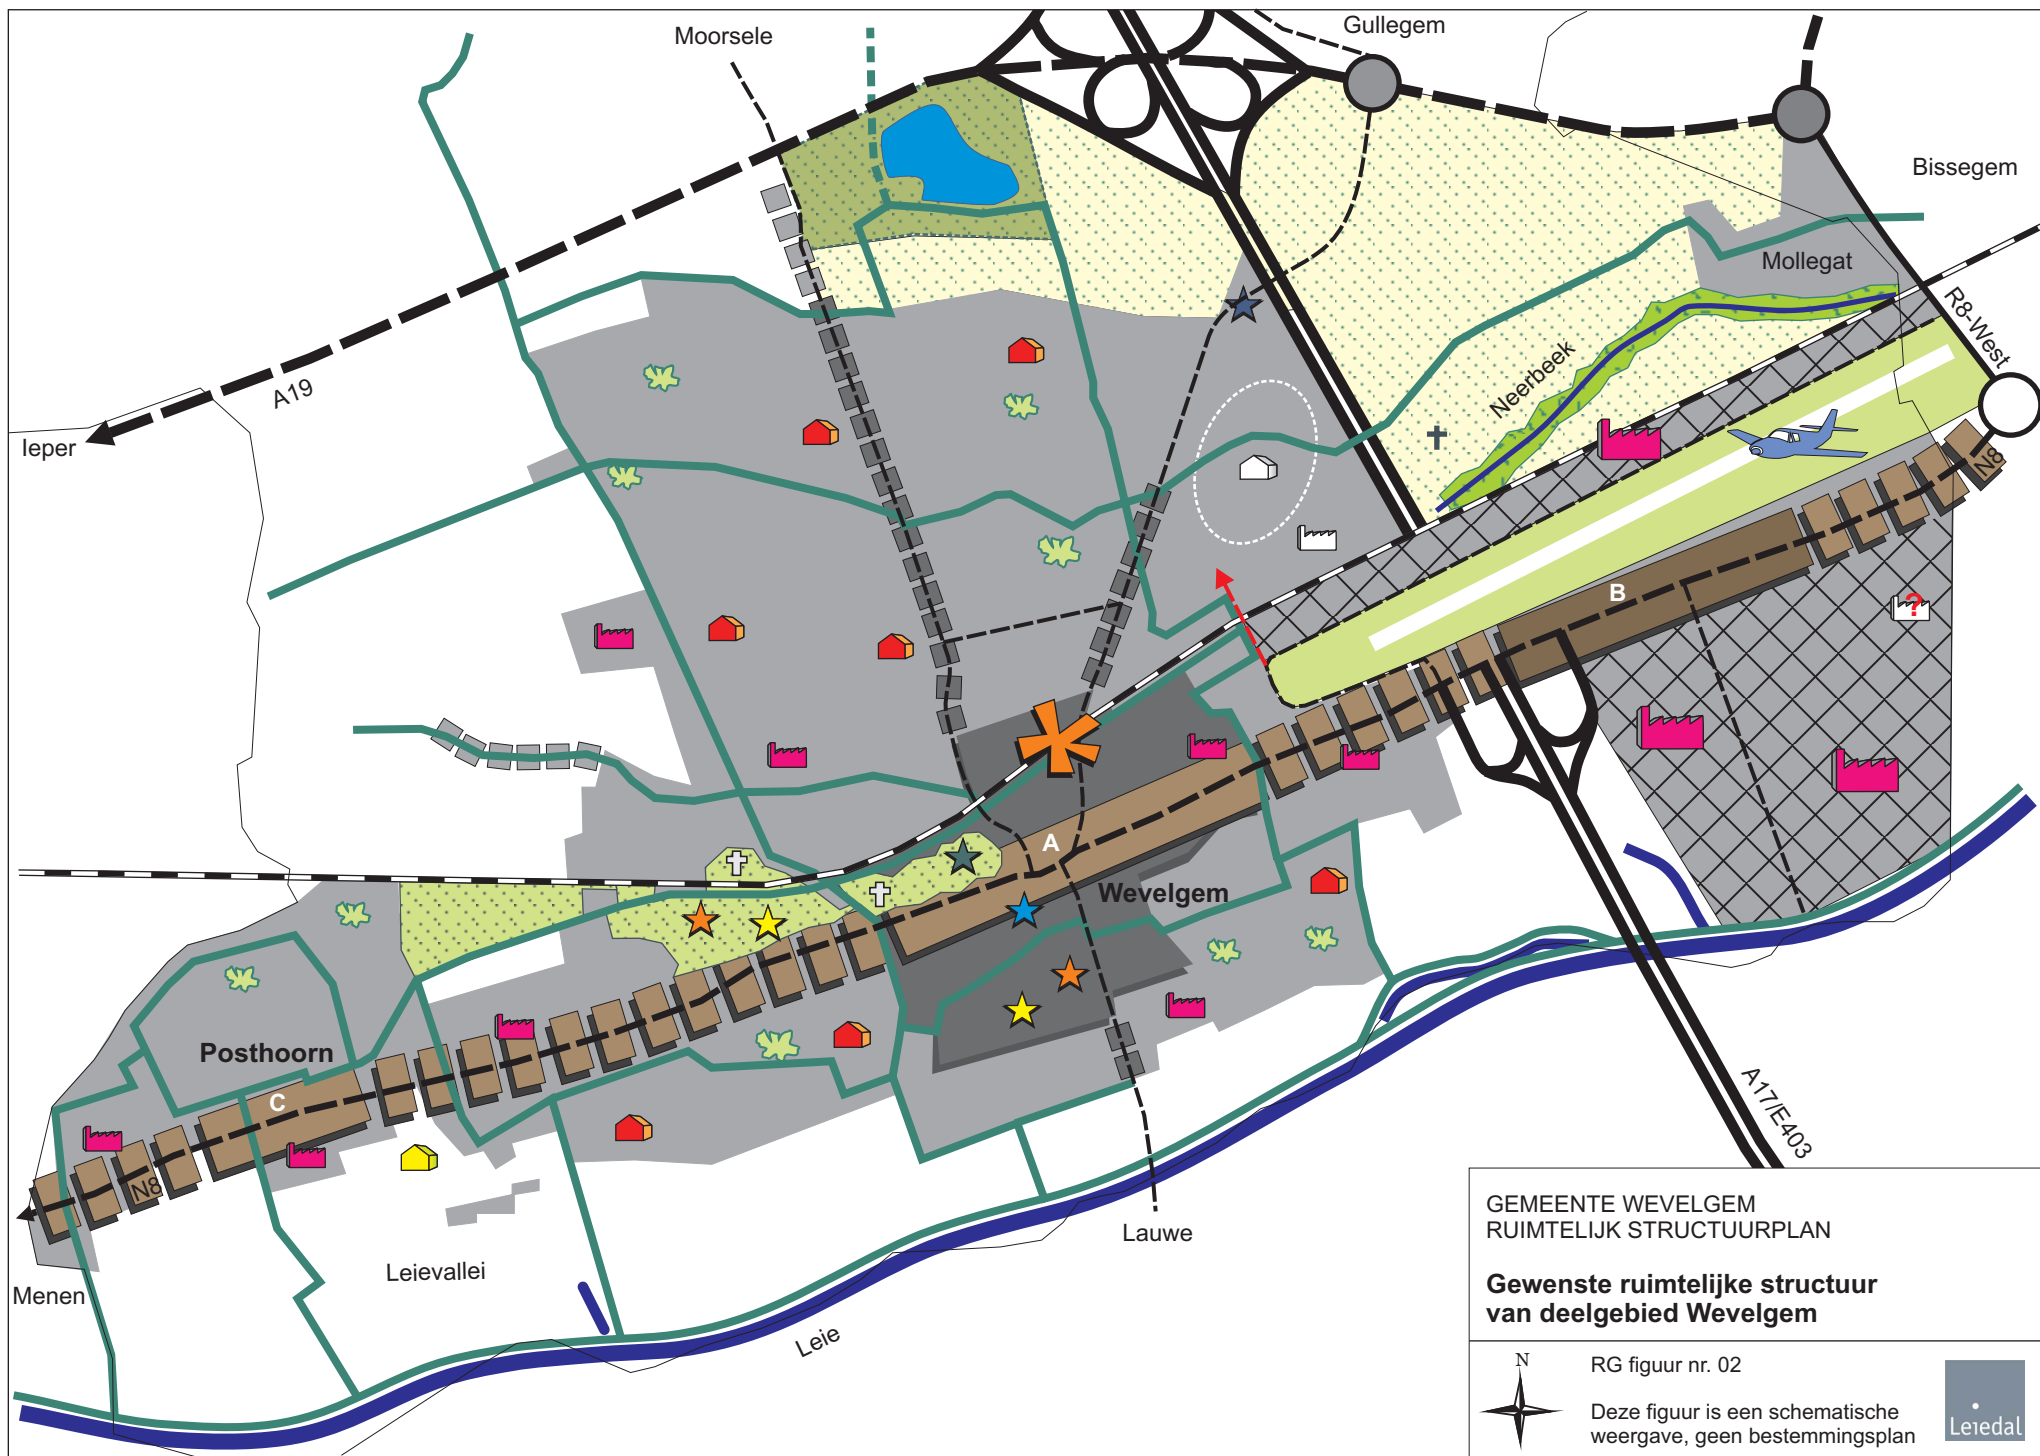 Moorsele
Gullegem
Bissegem
Mollegat
R8-West
A19
Ieper
Neerbeek
N8
?
B
A
Wevelgem
Posthoorn
C
N8
A17/E403
Lauwe
Leievallei
Menen
Leie
GEMEENTE WEVELGEM
RUIMTELIJK STRUCTUURPLAN
Gewenste ruimtelijke structuur
van deelgebied Wevelgem
N
RG figuur nr. 02
Deze figuur is een schematische
weergave, geen bestemmingsplan
Leiedal